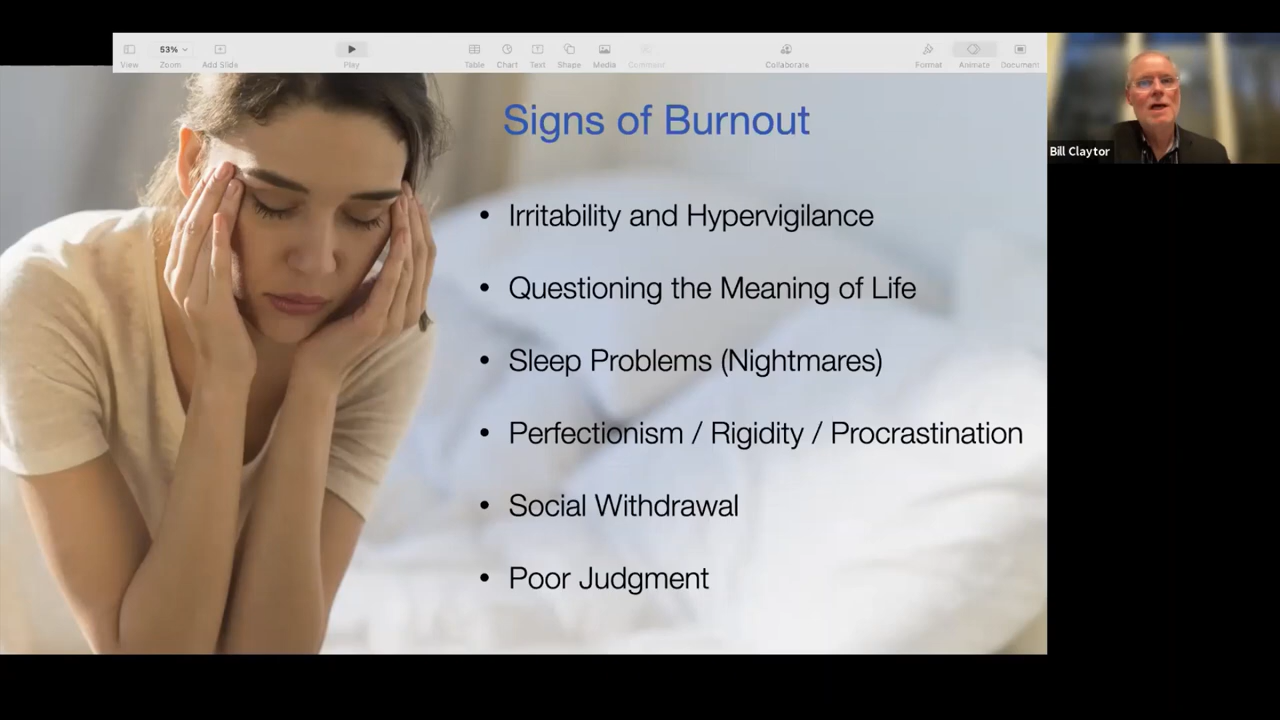 53%
View
Zoom
Add Slide
Play
Table
Chart
Text
Shape
Media
Comment
Collaborate
Format
Animate
Document
Bill Claytor
Signs of Burnout
• Irritability and Hypervigilance
• Questioning the Meaning of Life
• Sleep Problems (Nightmares)
• Perfectionism / Rigidity / Procrastination
• Social Withdrawal
• Poor Judgment